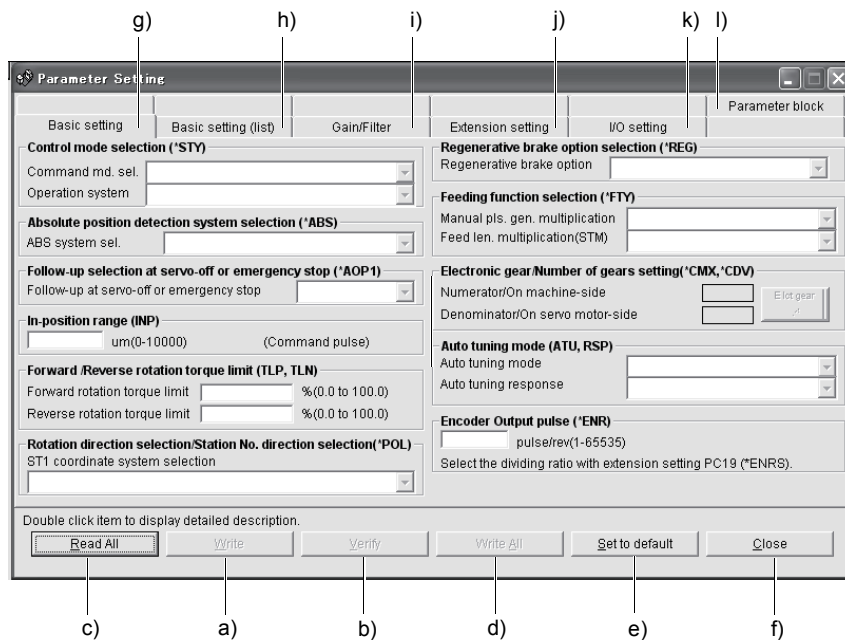 g) h) i) j) k) l)
Parameter Setting
Parameter block
Basic setting Basic setting (list) Gain/Filter Extension setting I/O setting
Control mode selection (*STY)
Command md. sel.
Operation system
Absolute position detection system selection (*ABS)
ABS system sel.
Follow-up selection at servo-off or emergency stop (*AOP1)
Follow-up at servo-off or emergency stop
In-position range (INP)
um(0-10000) (Command pulse)
Forward /Reverse rotation torque limit (TLP, TLN)
Forward rotation torque limit %(0.0 to 100.0)
Reverse rotation torque limit %(0.0 to 100.0)
Rotation direction selection/Station No. direction selection(*POL)
ST1 coordinate system selection
Regenerative brake option selection (*REG)
Regenerative brake option
Feeding function selection (*FTY)
Manual pls. gen. multiplication
Feed len. multiplication(STM)
Electronic gear/Number of gears setting(*CMX,*CDV)
Numerator/On machine-side
Denominator/On servo motor-side
gear
Auto tuning mode (ATU, RSP)
Auto tuning mode
Auto tuning response
Encoder Output pulse (*ENR)
pulse/rev(1-65535)
Select the dividing ratio with extension setting PC19 (*ENRS).
Double click item to display detailed description.
Read All Write Verify Write All Set to default Close
c) a) b) d) e) f)